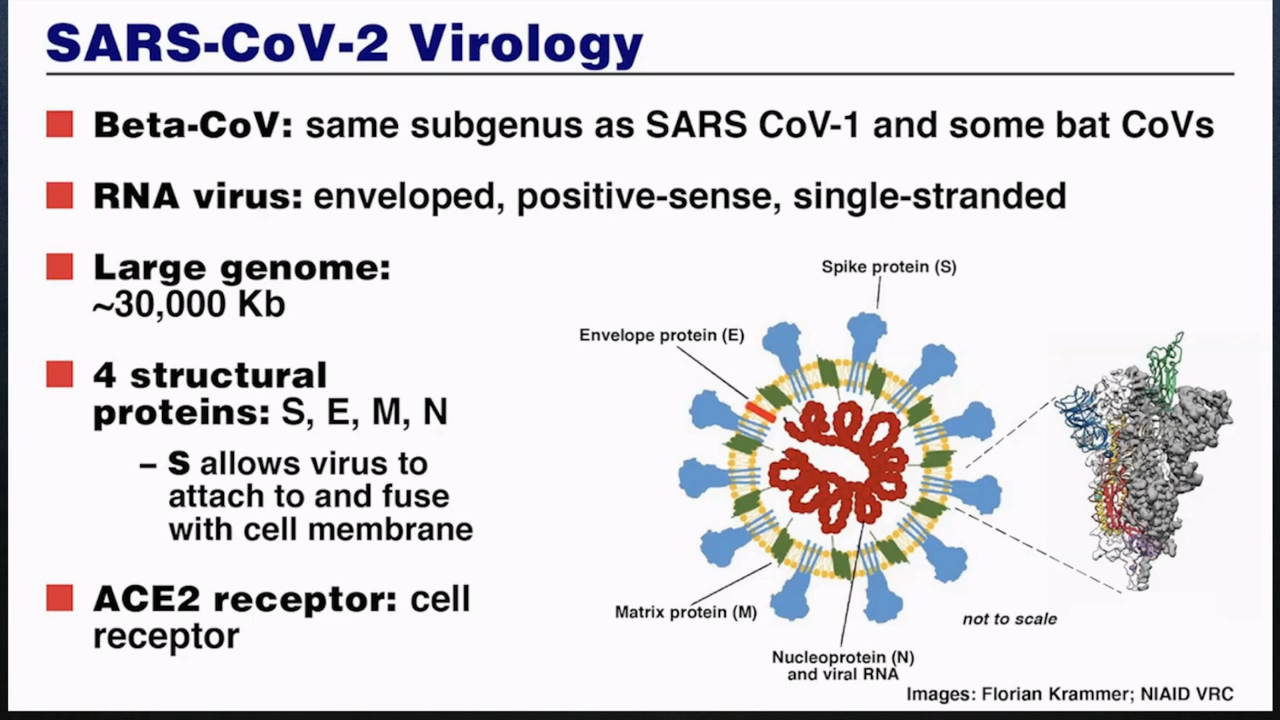 SARS-CoV-2 Virology
Beta-CoV: same subgenus as SARS CoV-1 and some bat CoVs
RNA virus: enveloped, positive-sense, single-stranded
Large genome:
~30,000 Kb
4 structural
proteins: S, E, M, N
– S allows virus to
attach to and fuse
with cell membrane
ACE2 receptor: cell
receptor
Spike protein (S)
Envelope protein (E)
Matrix protein (M)
not to scale
Nucleoprotein (N)
and viral RNA
Images: Florian Krammer; NIAID VRC